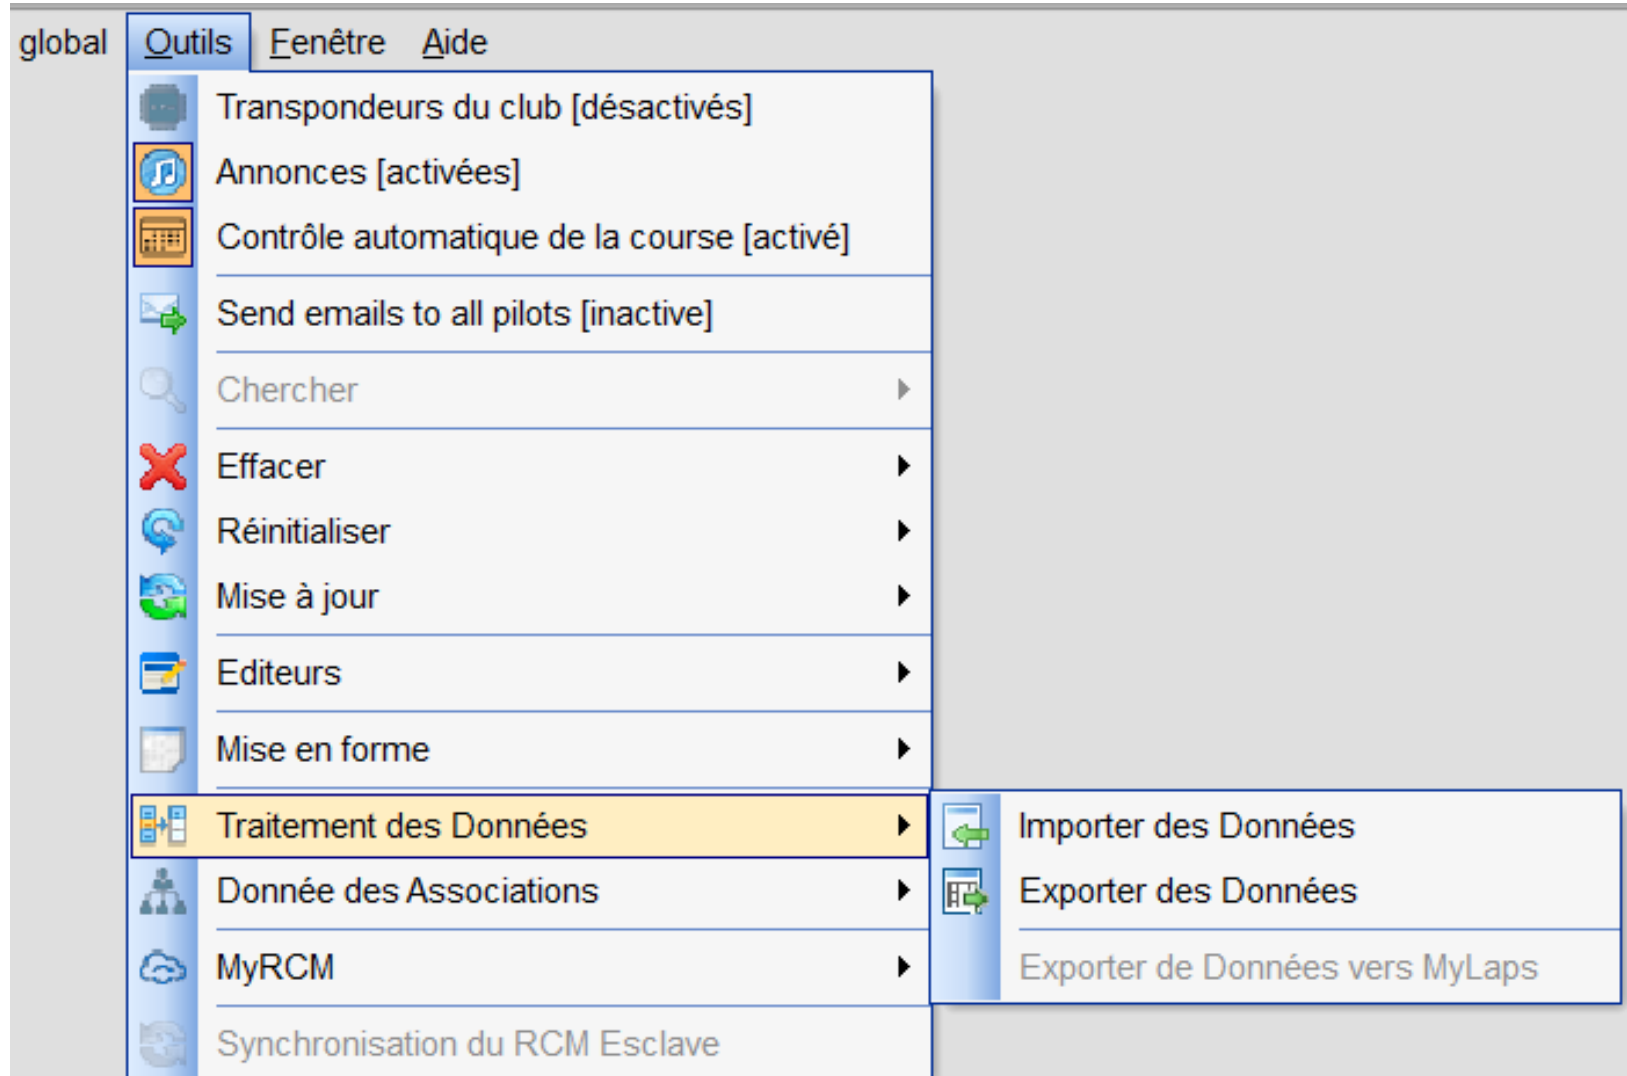 global Outils Fenêtre Aide
Transpondeurs du club [désactivés]
Annonces [activées]
Contrôle automatique de la course [activé]
Send emails to all pilots [inactive]
Chercher
Effacer
Réinitialiser
Mise à jour
Editeurs
Mise en forme
Traitement des Données
Importer des Données
Donnée des Associations
Exporter des Données
MyRCM
Exporter de Données vers MyLaps
Synchronisation du RCM Esclave